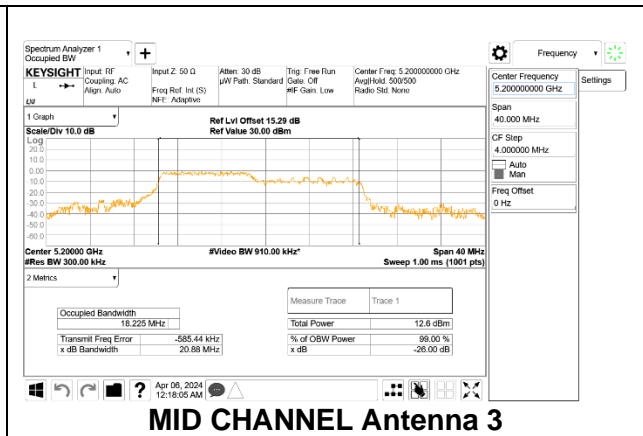 Spectrum Analyzer 1
Occupied BW
Frequency
KEYSIGHT
L
Input: RF
Coupling: AC
Align: Auto
Input Z: 50 Ω
Freq Ref: Int (S)
NFE: Adaptive
Atten: 30 dB
µW Path: Standard
Trig: Free Run
Gate: Off
#IF Gain: Low
Center Freq: 5.200000000 GHz
Avg|Hold: 500/500
Radio Std: None
Center Frequency
5.200000000 GHz
Settings
Span
40.000 MHz
CF Step
4.000000 MHz
Auto
Man
Freq Offset
0 Hz
1 Graph
Scale/Div 10.0 dB
Ref Lvl Offset 15.29 dB
Ref Value 30.00 dBm
Log
20.0
10.0
0.00
-10.0
-20.0
-30.0
-40.0
-50.0
-60.0
Center 5.20000 GHz
#Video BW 910.00 kHz*
Span 40 MHz
#Res BW 300.00 kHz
Sweep 1.00 ms (1001 pts)
2 Metrics
Occupied Bandwidth
18.225 MHz
Transmit Freq Error -585.44 kHz
x dB Bandwidth 20.88 MHz
Measure Trace Trace 1
Total Power 12.6 dBm
% of OBW Power 99.00 %
x dB -26.00 dB
?
Apr 06, 2024
12:18:05 AM
MID CHANNEL Antenna 3